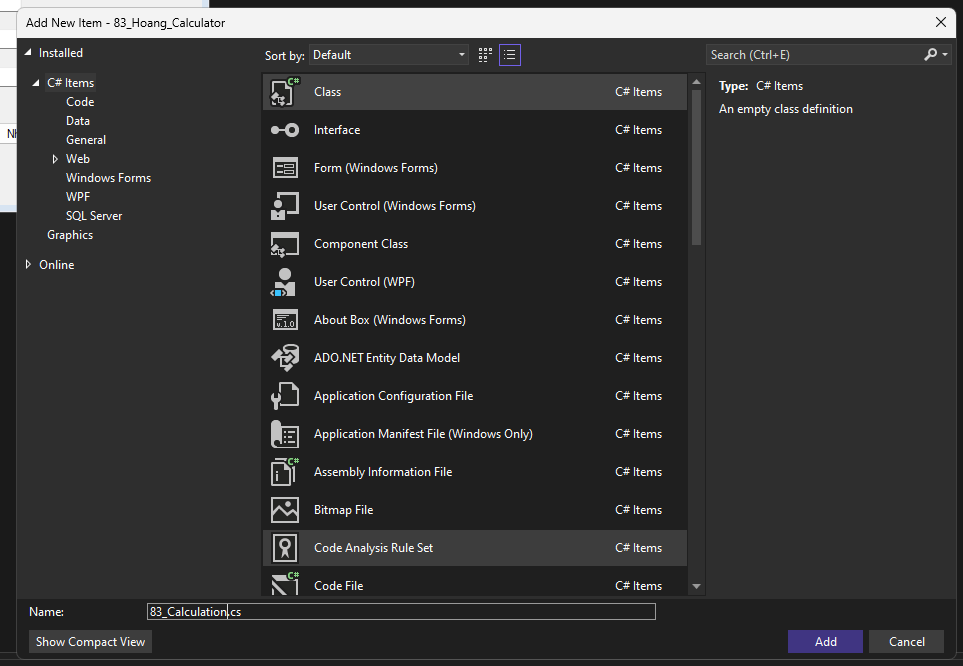 Add New Item - 83_Hoang_Calculator
Installed
C# Items
Code
Data
General
Web
Windows Forms
WPF
SQL Server
Graphics
Online
Sort by: Default
Class C# Items
Interface C# Items
Form (Windows Forms) C# Items
User Control (Windows Forms) C# Items
Component Class C# Items
User Control (WPF) C# Items
About Box (Windows Forms) C# Items
ADO.NET Entity Data Model C# Items
Application Configuration File C# Items
Application Manifest File (Windows Only) C# Items
Assembly Information File C# Items
Bitmap File C# Items
Code Analysis Rule Set C# Items
Code File C# Items
Search (Ctrl+E)
Type: C# Items
An empty class definition
Name: 83_Calculation.cs
Show Compact View
Add Cancel